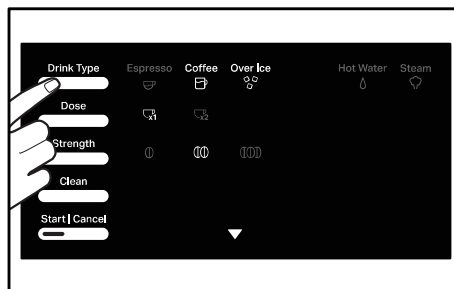 Drink Type Espresso Coffee Over Ice Hot Water Steam
Dose x1 x2
Strength
Clean
Start | Cancel